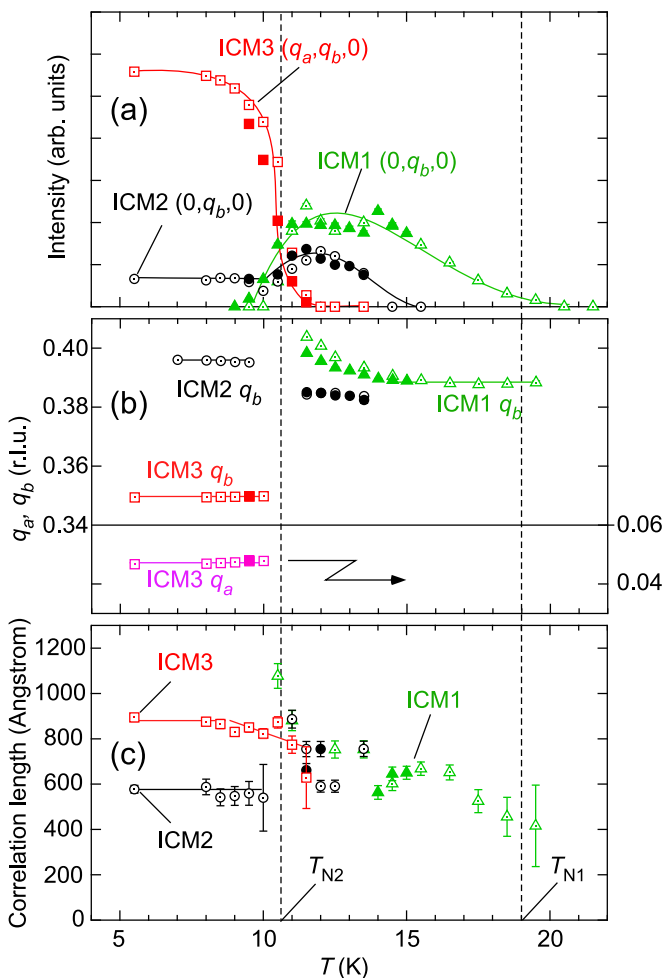 ICM3 (qa,qb,0)
(a)
ICM1 (0,qb,0)
ICM2 (0,qb,0)
Intensity (arb. units)
0.40
(b)
ICM2 qb
ICM1 qb
0.38
ICM3 qb
0.36
0.34
0.06
ICM3 qa
0.04
qa, qb (r.l.u.)
1200
ICM3
1000
ICM1
800
(c)
600
ICM2
400
200
TN2
TN1
0
Correlation length (Angstrom)
5
10
15
20
T (K)